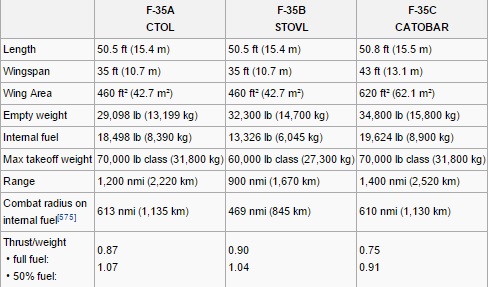 F-35A F-35B F-35C
CTOL STOVL CATOBAR
Length 50.5 ft (15.4 m) 50.5 ft (15.4 m) 50.8 ft (15.5 m)
Wingspan 35 ft (10.7 m) 35 ft (10.7 m) 43 ft (13.1 m)
Wing Area 460 ft² (42.7 m²) 460 ft² (42.7 m²) 620 ft² (62.1 m²)
Empty weight 29,098 lb (13,199 kg) 32,300 lb (14,700 kg) 34,800 lb (15,800 kg)
Internal fuel 18,498 lb (8,390 kg) 13,326 lb (6,045 kg) 19,624 lb (8,900 kg)
Max takeoff weight 70,000 lb class (31,800 kg) 60,000 lb class (27,300 kg) 70,000 lb class (31,800 kg)
Range 1,200 nmi (2,220 km) 900 nmi (1,670 km) 1,400 nmi (2,520 km)
Combat radius on
internal fuel[575] 613 nmi (1,135 km) 469 nmi (845 km) 610 nmi (1,130 km)
Thrust/weight
• full fuel: 0.87 0.90 0.75
• 50% fuel: 1.07 1.04 0.91